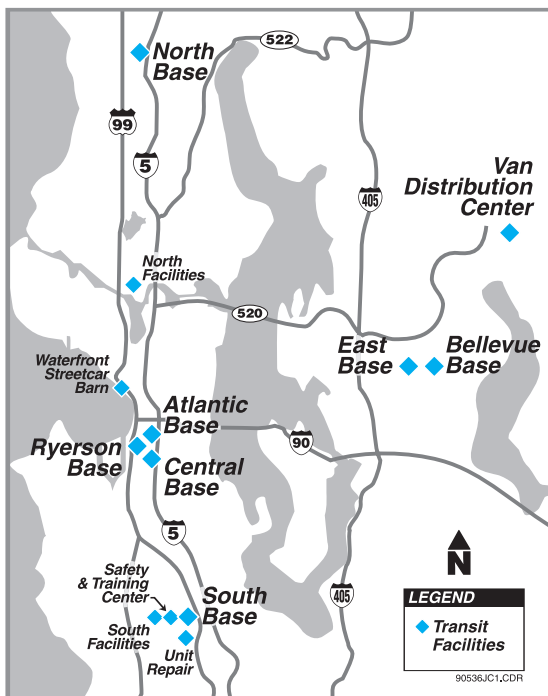 522
North
Base
99
5
405
Van
Distribution
Center
North
Facilities
520
Waterfront
Streetcar
Barn
East
Base
Bellevue
Base
Atlantic
Base
Ryerson
Base
90
Central
Base
5
Safety
& Training
Center
South
Base
South
Facilities
Unit
Repair
405
N
LEGEND
Transit
Facilities
90536JC1.CDR